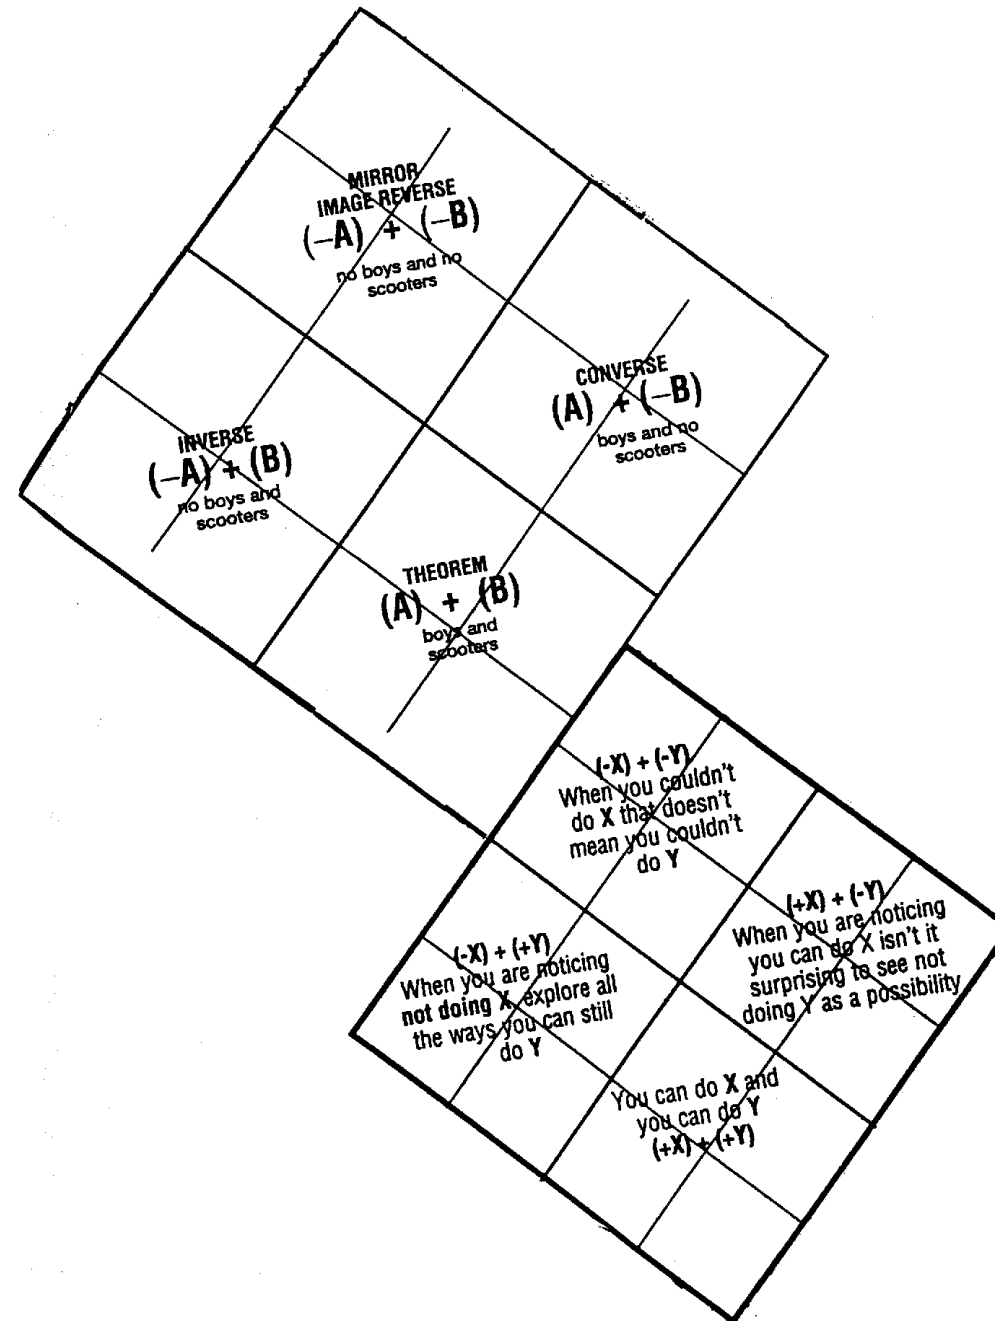 MIRROR
IMAGE REVERSE
(–A) + (–B)
no boys and no
scooters
CONVERSE
(A) + (–B)
boys and no
scooters
INVERSE
(–A) + (B)
no boys and
scooters
THEOREM
(A) + (B)
boys and
scooters
(-X) + (-Y)
When you couldn't
do X that doesn't
mean you couldn't
do Y
(+X) + (-Y)
When you are noticing
you can do X isn't it
surprising to see not
doing Y as a possibility
(-X) + (+Y)
When you are noticing
not doing X, explore all
the ways you can still
do Y
You can do X and
you can do Y
(+X) + (+Y)